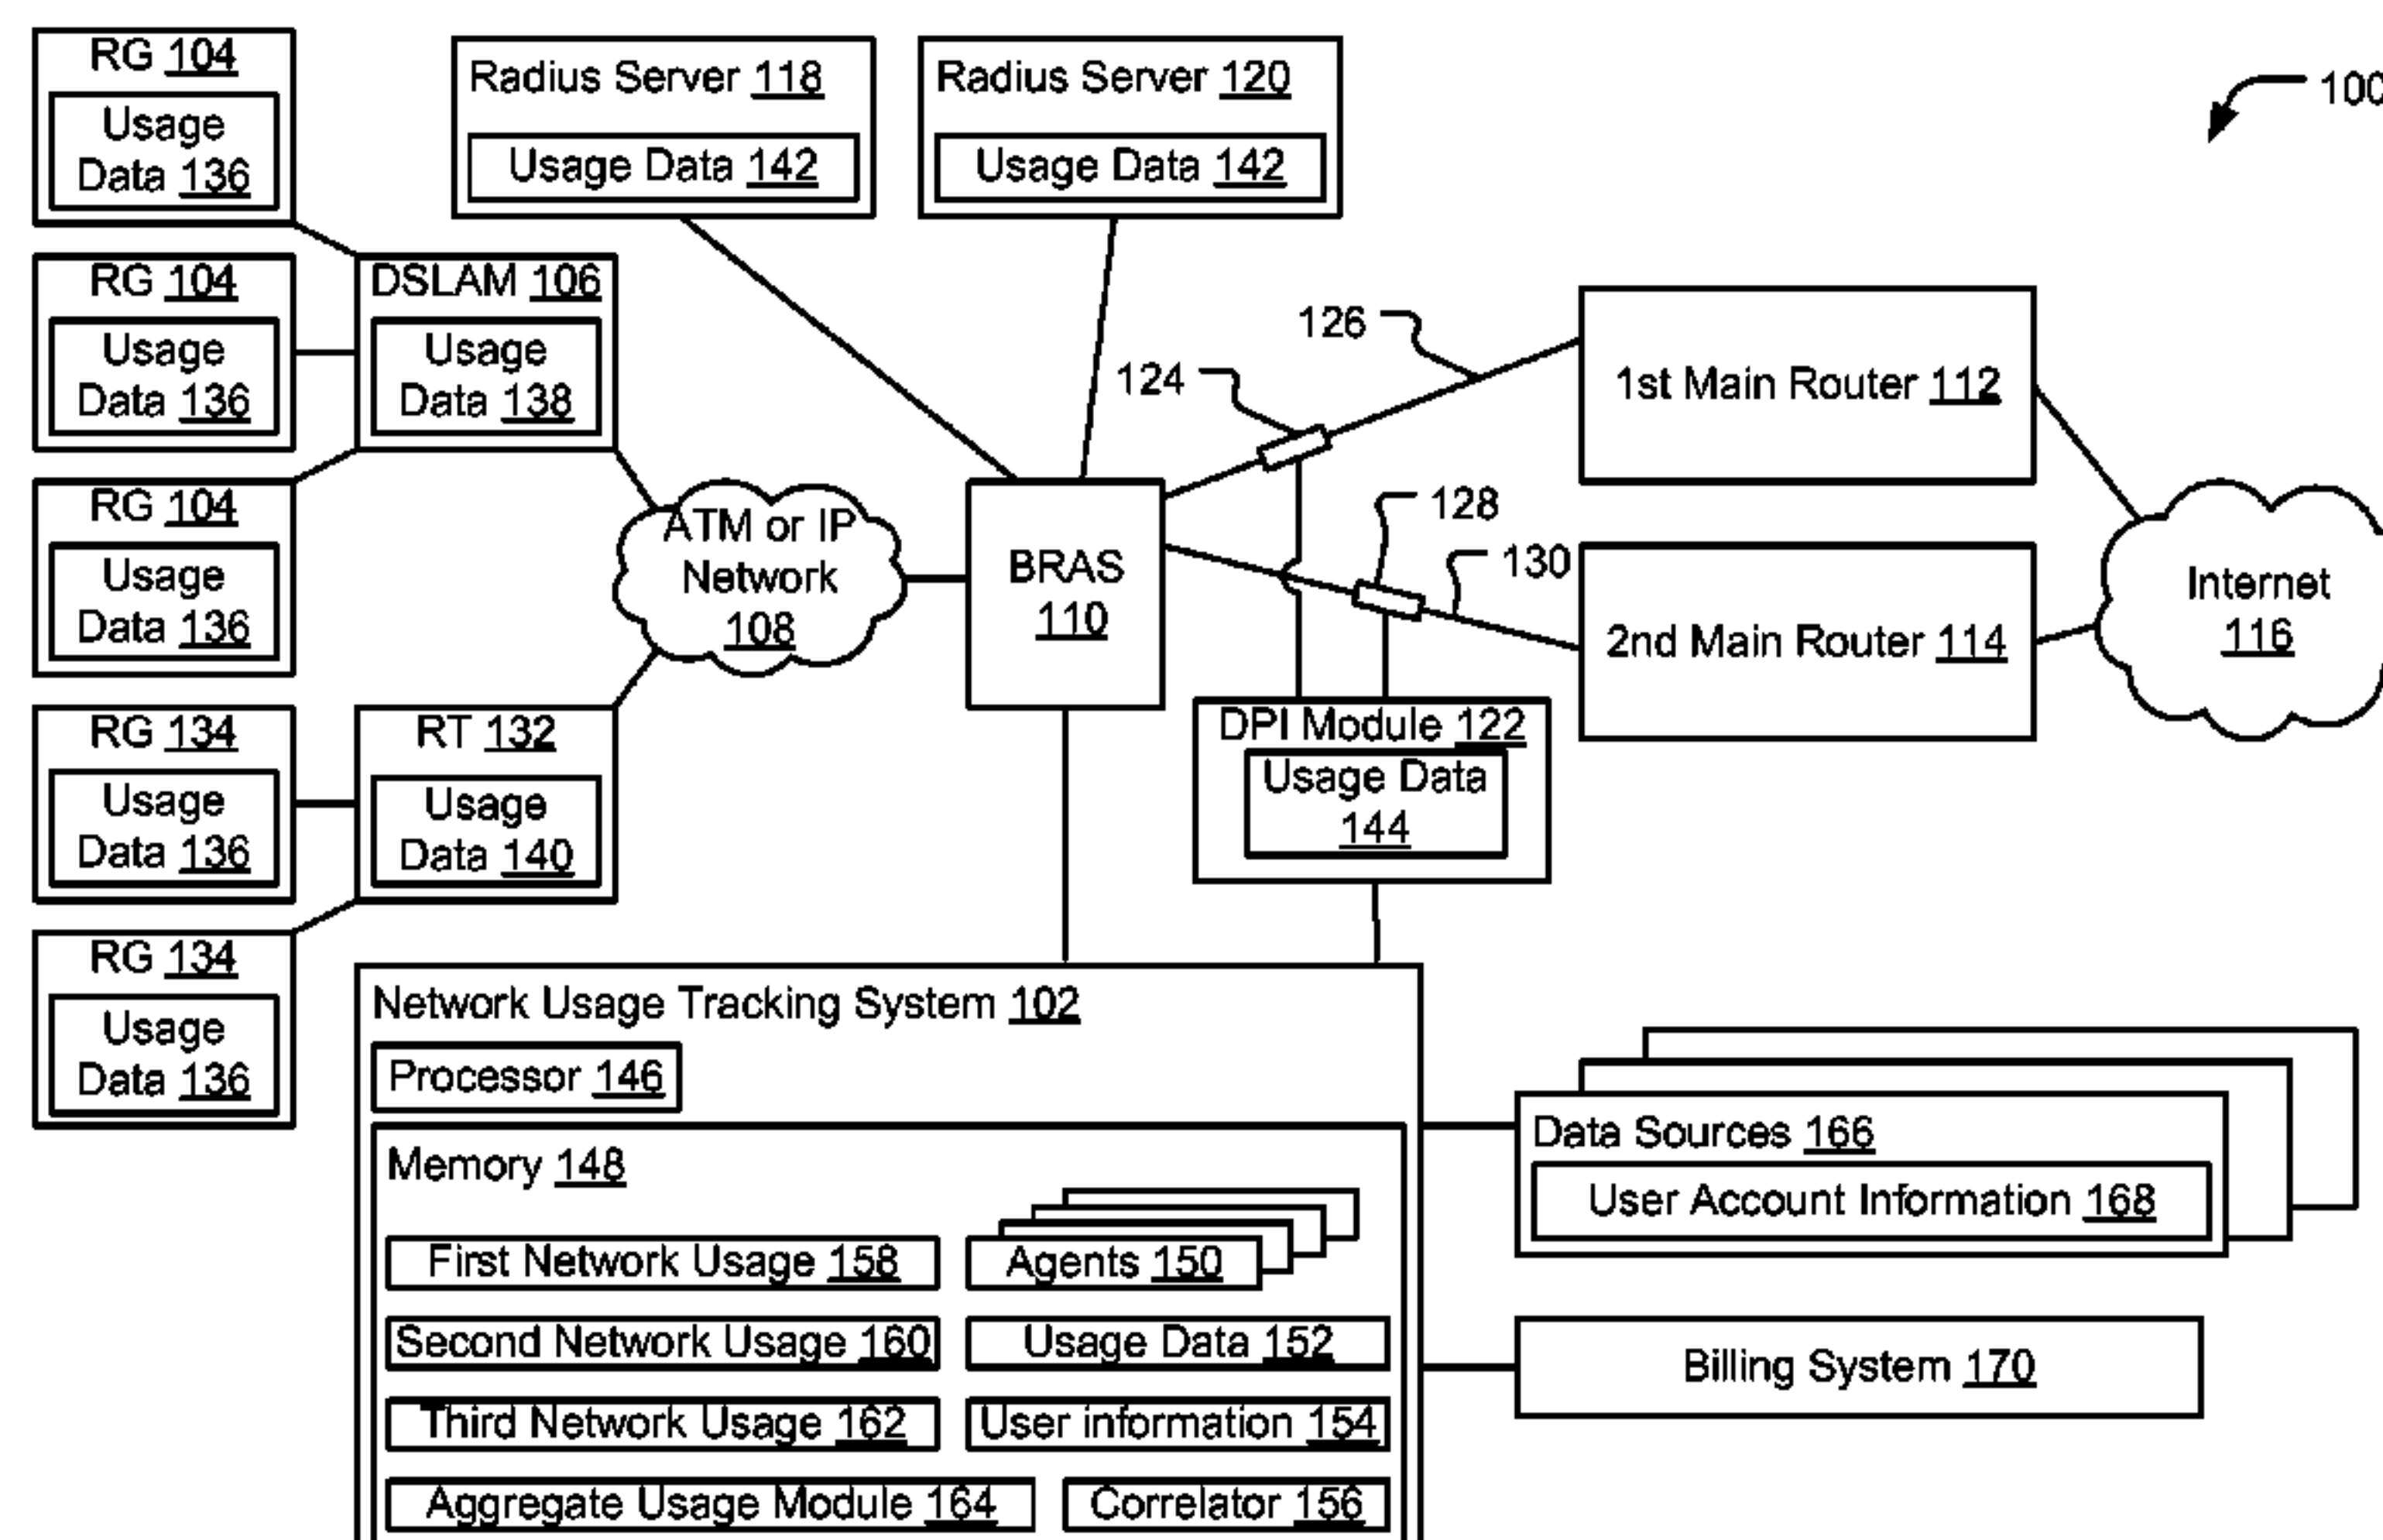 RG 104
Usage
Data 136
Radius Server 118
Usage Data 142
Radius Server 120
Usage Data 142
100
RG 104
Usage
Data 136
DSLAM 106
Usage
Data 138
RG 104
Usage
Data 136
ATM or IP
Network
108
BRAS
110
124
126
128
130
1st Main Router 112
2nd Main Router 114
Internet
116
RG 134
Usage
Data 136
RT 132
Usage
Data 140
DPI Module 122
Usage Data
144
RG 134
Usage
Data 136
Network Usage Tracking System 102
Processor 146
Memory 148
First Network Usage 158
Agents 150
Second Network Usage 160
Usage Data 152
Third Network Usage 162
User information 154
Aggregate Usage Module 164
Correlator 156
Data Sources 166
User Account Information 168
Billing System 170